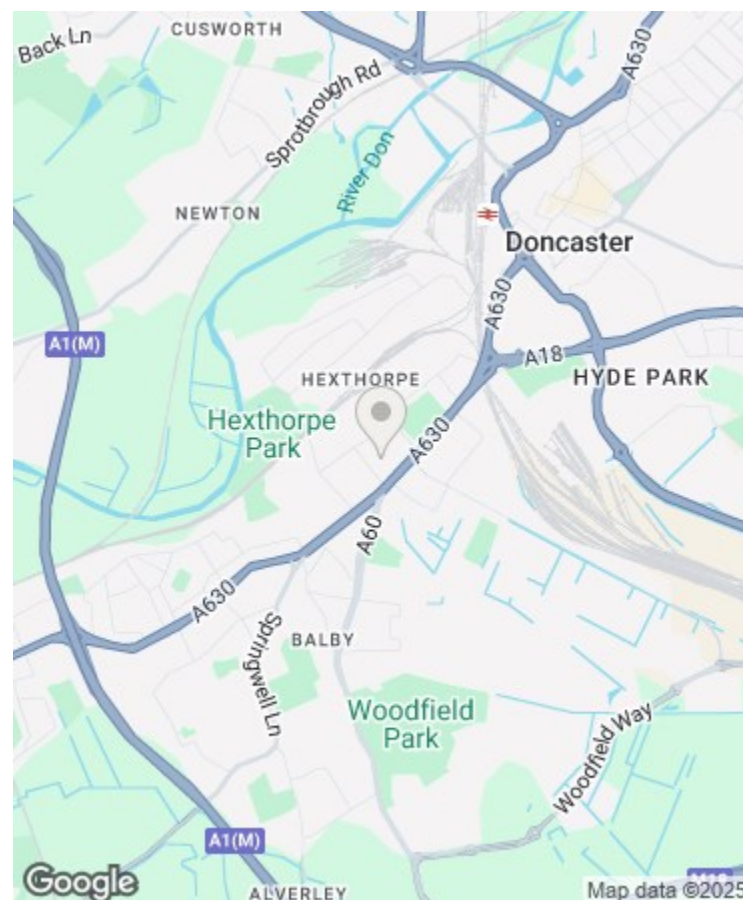 CUSWORTH
Back Ln
A630
Sprotbrough Rd
River Don
NEWTON
Doncaster
A630
A1(M)
A18
HEXTHORPE
HYDE PARK
Hexthorpe
Park
A630
A60
A630
Springwell Ln
BALBY
Woodfield
Park
Woodfield Way
A1(M)
ALVERLEY
Google
Map data ©2025